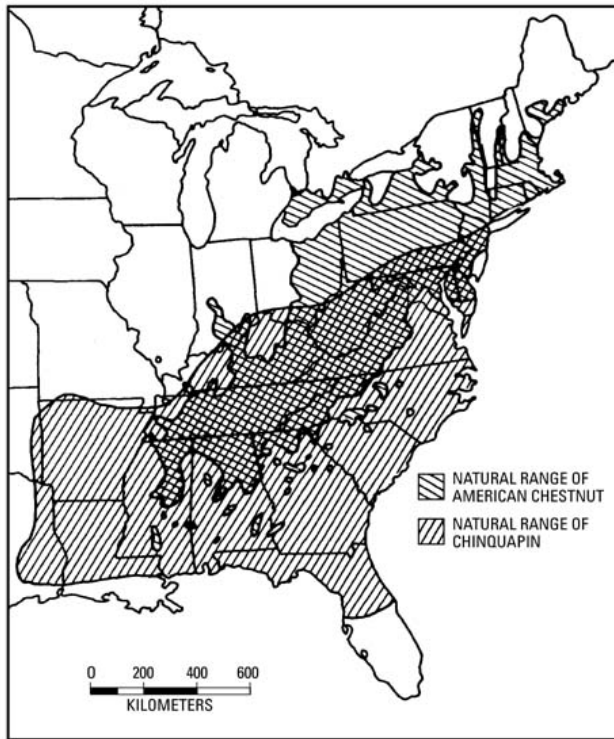 NATURAL RANGE OF
AMERICAN CHESTNUT
NATURAL RANGE OF
CHINQUAPIN
0 200 400 600
KILOMETERS